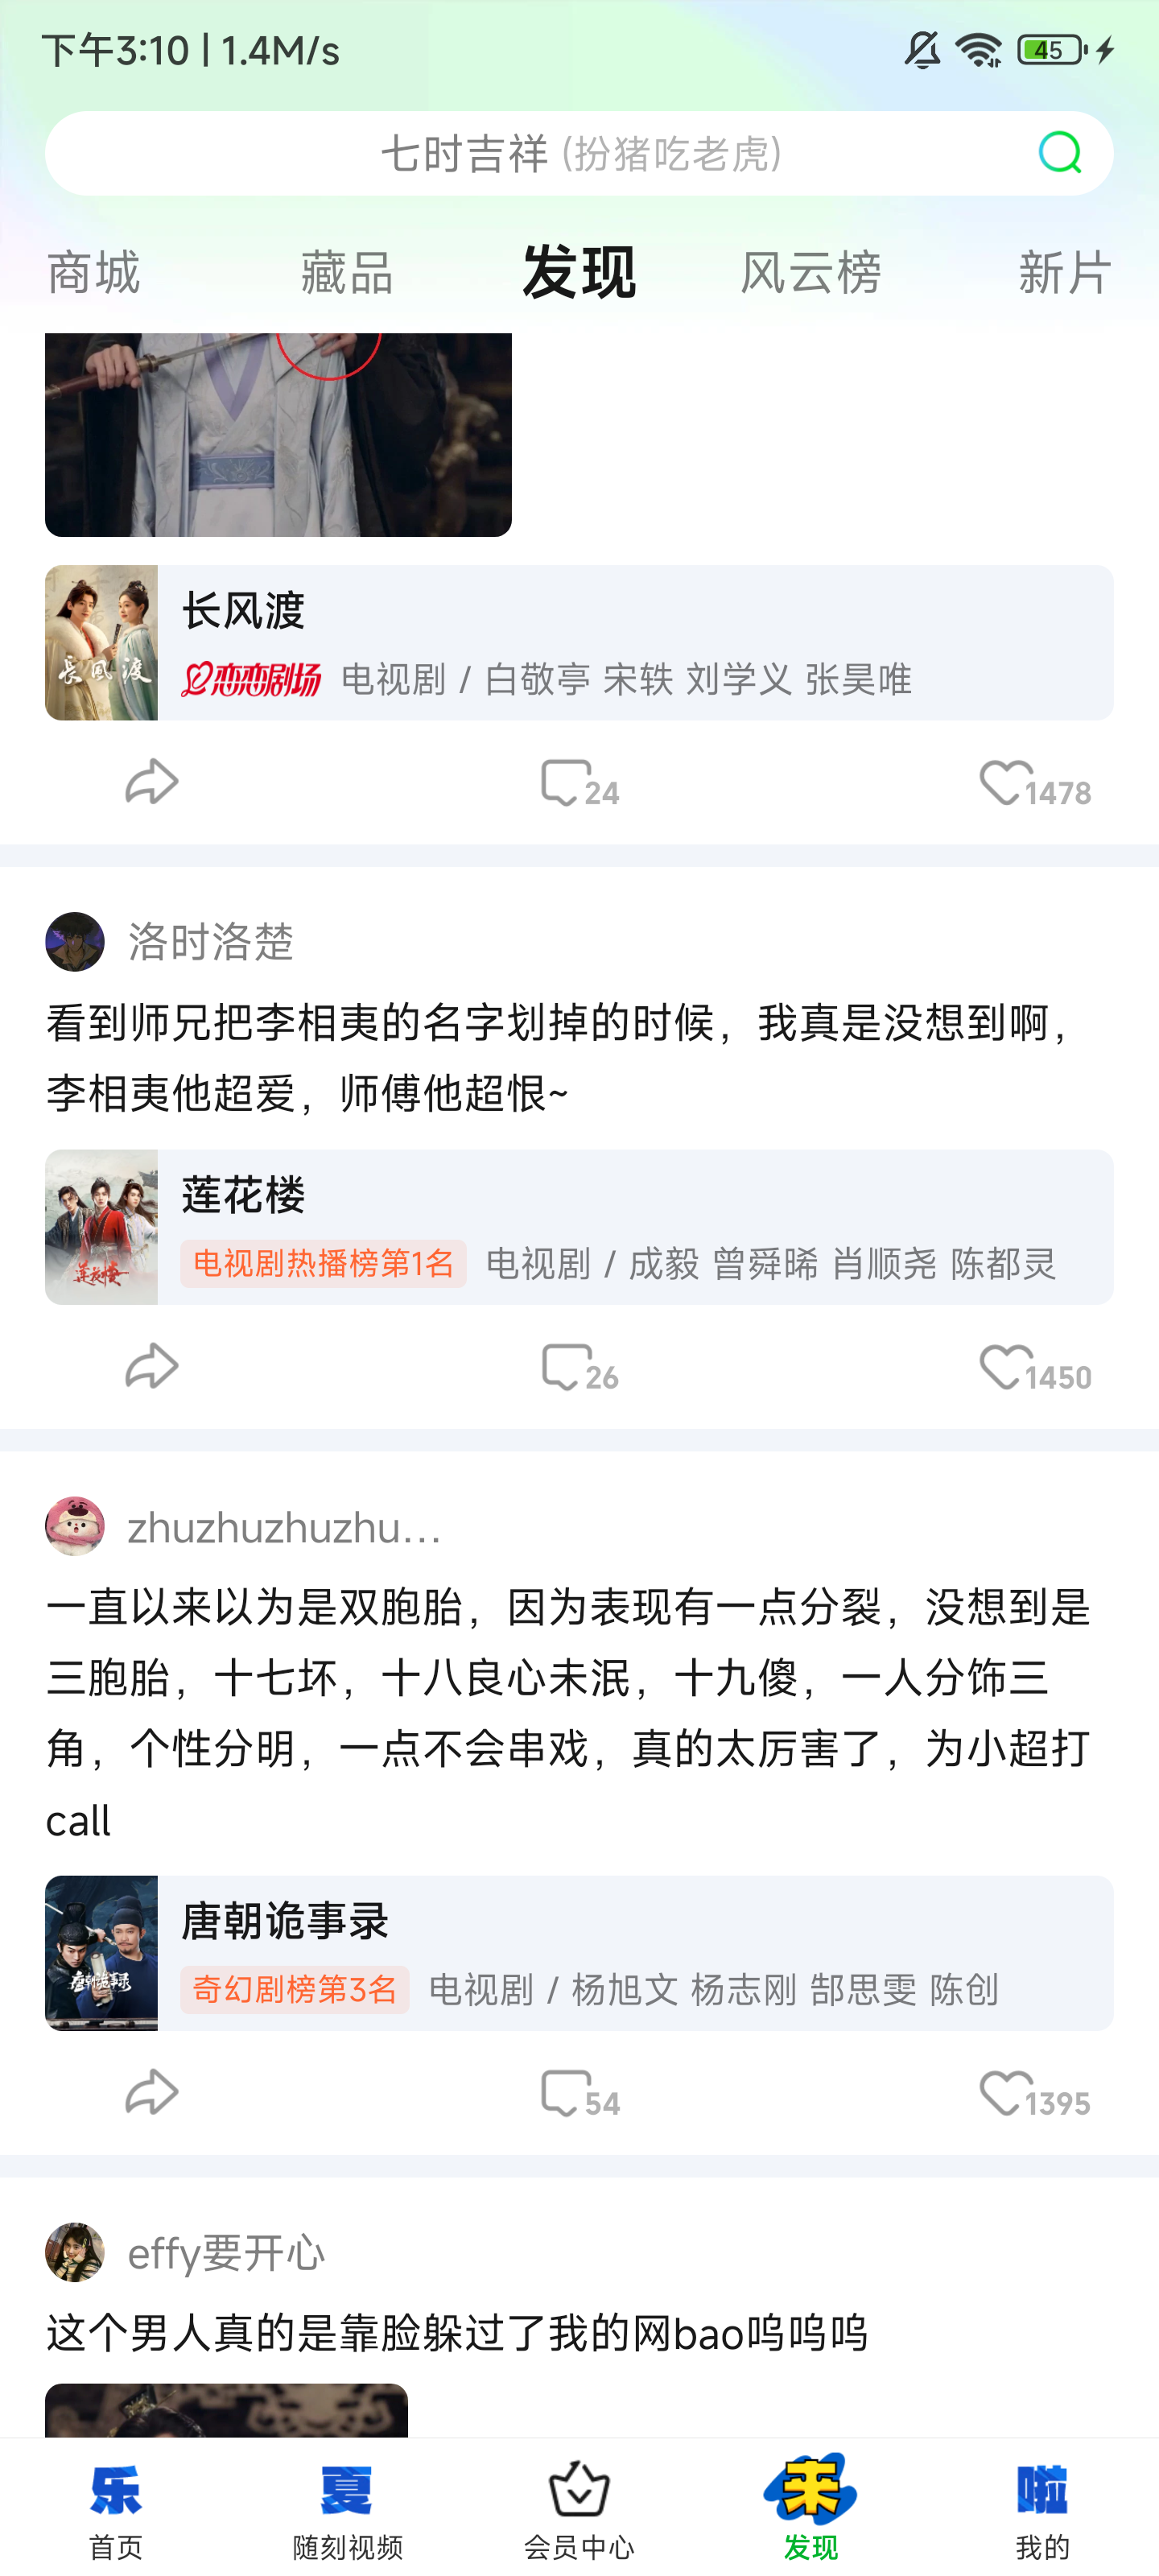 下午3:10 | 1.4M/s
45
七时吉祥 (扮猪吃老虎)
商城 藏品 发现 风云榜 新片
长风渡
長風渡
恋恋剧场 电视剧 / 白敬亭 宋轶 刘学义 张昊唯
24 1478
洛时洛楚
看到师兄把李相夷的名字划掉的时候，我真是没想到啊，
李相夷他超爱，师傅他超恨~
莲花楼
莲花楼
电视剧热播榜第1名 电视剧 / 成毅 曾舜晞 肖顺尧 陈都灵
26 1450
zhuzhuzhuzhu...
一直以来以为是双胞胎，因为表现有一点分裂，没想到是
三胞胎，十七坏，十八良心未泯，十九傻，一人分饰三
角，个性分明，一点不会串戏，真的太厉害了，为小超打
call
唐朝诡事录
唐朝诡事录
奇幻剧榜第3名 电视剧 / 杨旭文 杨志刚 郜思雯 陈创
54 1395
effy要开心
这个男人真的是靠脸躲过了我的网bao呜呜呜
乐 夏 来 啦
首页 随刻视频 会员中心 发现 我的